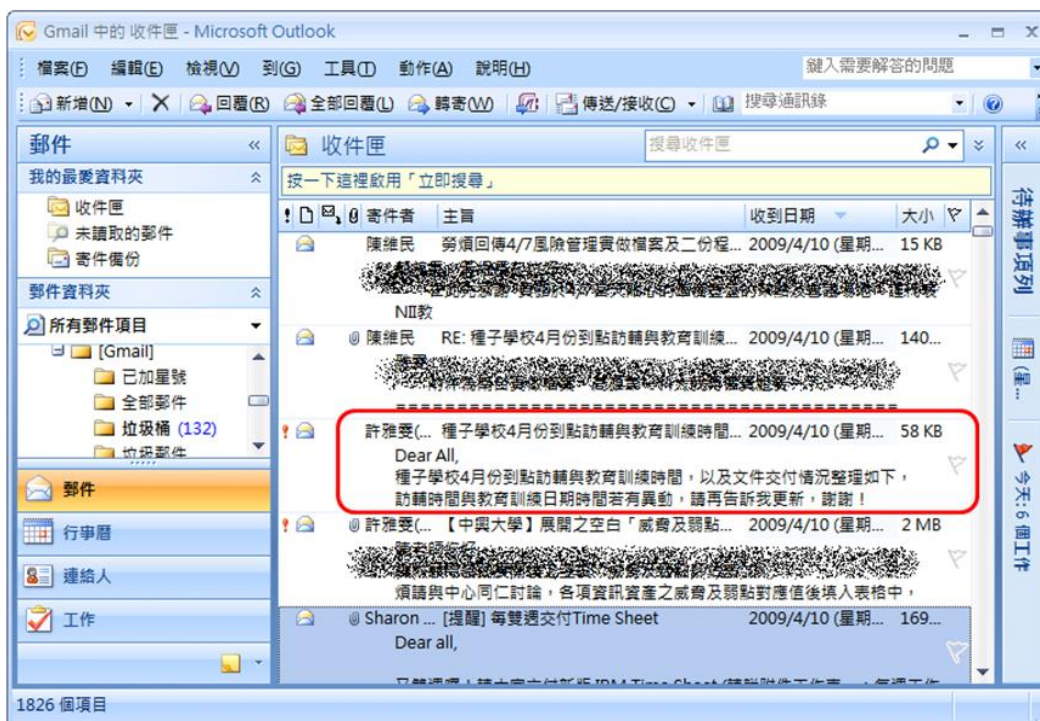 Gmail 中的 收件匣 - Microsoft Outlook
檔案(F) 編輯(E) 檢視(V) 到(G) 工具(T) 動作(A) 說明(H) 鍵入需要解答的問題
新增(N) 回覆(R) 全部回覆(L) 轉寄(W) 傳送/接收(C) 搜尋通訊錄
郵件
我的最愛資料夾
收件匣
未讀取的郵件
寄件備份
郵件資料夾
所有郵件項目
[Gmail]
已加星號
全部郵件
垃圾桶 (132)
垃圾郵件
郵件
行事曆
連絡人
工作
收件匣 搜尋收件匣
按一下這裡啟用「立即搜尋」
寄件者 主旨 收到日期 大小
陳維民 勞煩回傳4/7風險管理實做檔案及二份程... 2009/4/10 (星期... 15 KB
NII教
陳維民 RE: 種子學校4月份到點訪輔與教育訓練... 2009/4/10 (星期... 140...
許雅雯(... 種子學校4月份到點訪輔與教育訓練時間... 2009/4/10 (星期... 58 KB
Dear All,
種子學校4月份到點訪輔與教育訓練時間，以及文件交付情況整理如下，
訪輔時間與教育訓練日期時間若有異動，請再告訴我更新，謝謝！
許雅雯(... 【中興大學】展開之空白「威脅及弱點... 2009/4/10 (星期... 2 MB
煩請與中心同仁討論，各項資訊資產之威脅及弱點對應值後填入表格中，
Sharon ... [提醒] 每雙週交付Time Sheet 2009/4/10 (星期... 169...
Dear all,
待辦事項列
(星...
今天: 6 個工作
1826 個項目